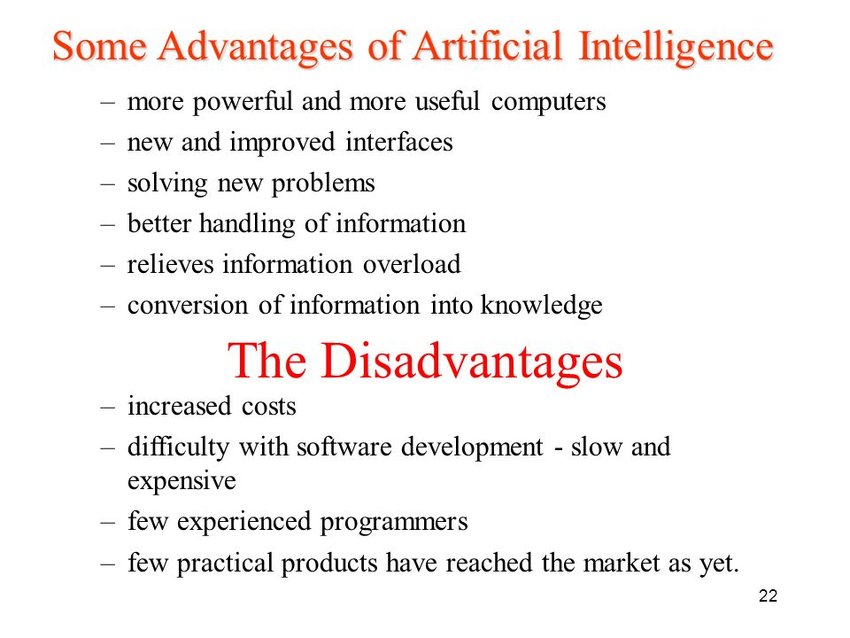 Some Advantages of Artificial Intelligence
– more powerful and more useful computers
– new and improved interfaces
– solving new problems
– better handling of information
– relieves information overload
– conversion of information into knowledge
The Disadvantages
– increased costs
– difficulty with software development - slow and
expensive
– few experienced programmers
– few practical products have reached the market as yet.
22